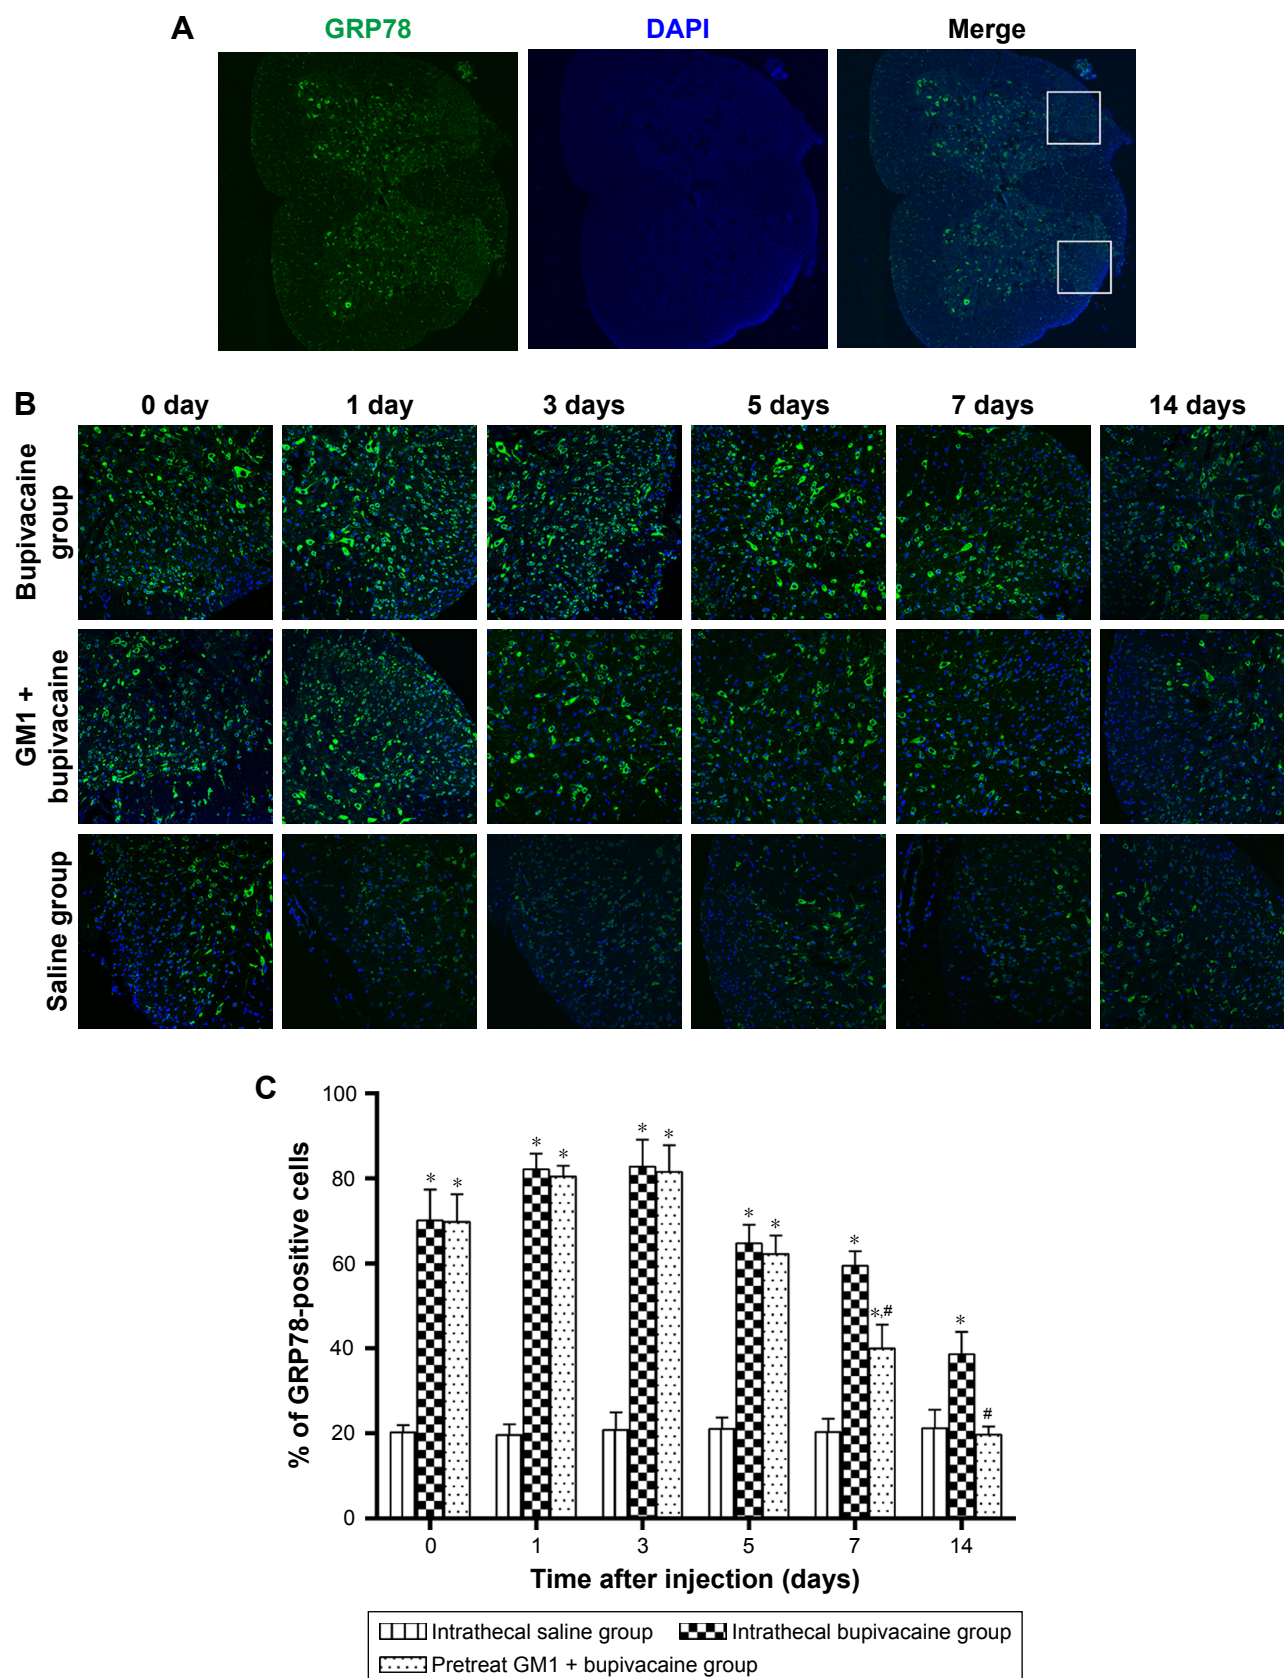 A
GRP78
DAPI
Merge
B
0 day
1 day
3 days
5 days
7 days
14 days
Bupivacaine
group
GM1 +
bupivacaine
Saline group
C
% of GRP78-positive cells
100
80
60
40
20
0
* *
* *
* *
* *
* *,#
* #
0 1 3 5 7 14
Time after injection (days)
Intrathecal saline group
Intrathecal bupivacaine group
Pretreat GM1 + bupivacaine group